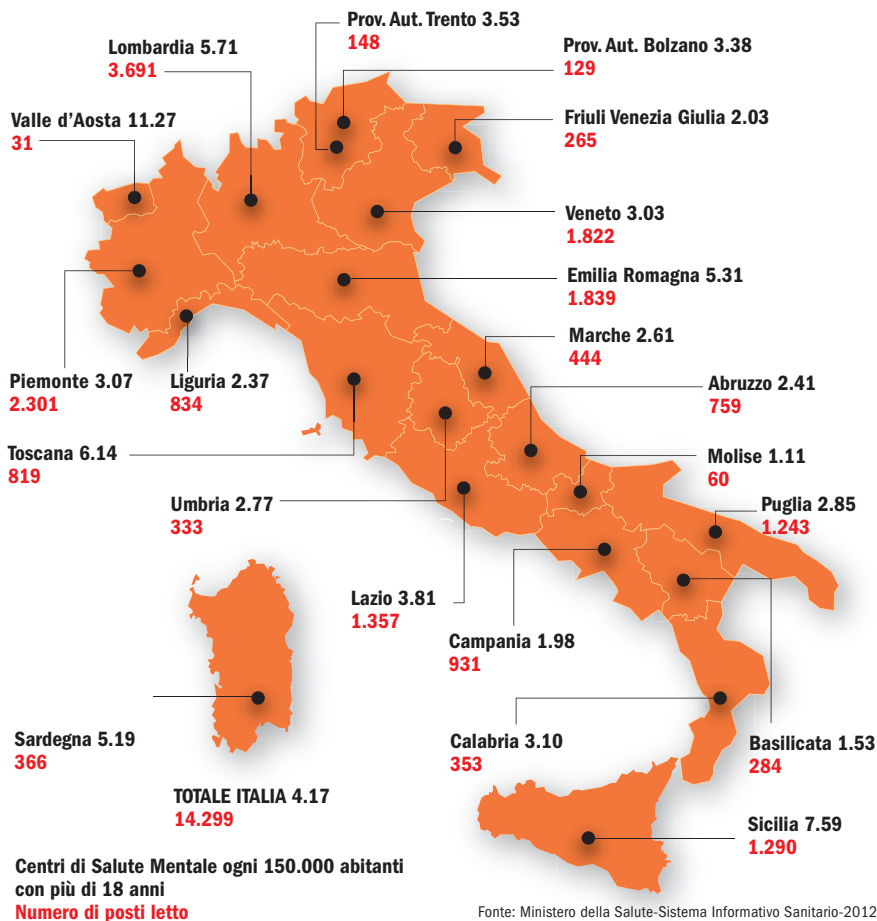 Prov. Aut. Trento 3.53
148
Lombardia 5.71
3.691
Prov. Aut. Bolzano 3.38
129
Valle d'Aosta 11.27
31
Friuli Venezia Giulia 2.03
265
Veneto 3.03
1.822
Emilia Romagna 5.31
1.839
Marche 2.61
444
Piemonte 3.07
2.301
Liguria 2.37
834
Abruzzo 2.41
759
Toscana 6.14
819
Molise 1.11
60
Umbria 2.77
333
Puglia 2.85
1.243
Lazio 3.81
1.357
Campania 1.98
931
Sardegna 5.19
366
Calabria 3.10
353
Basilicata 1.53
284
TOTALE ITALIA 4.17
14.299
Sicilia 7.59
1.290
Centri di Salute Mentale ogni 150.000 abitanti
con più di 18 anni
Numero di posti letto
Fonte: Ministero della Salute-Sistema Informativo Sanitario-2012